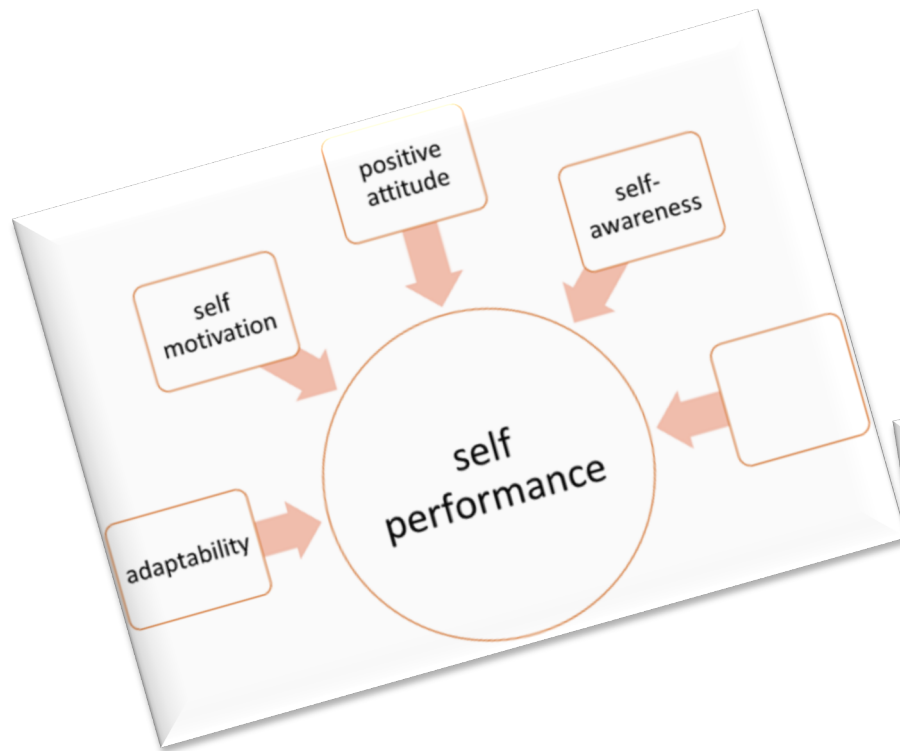 positive
attitude
self-
awareness
self
motivation
self
performance
adaptability